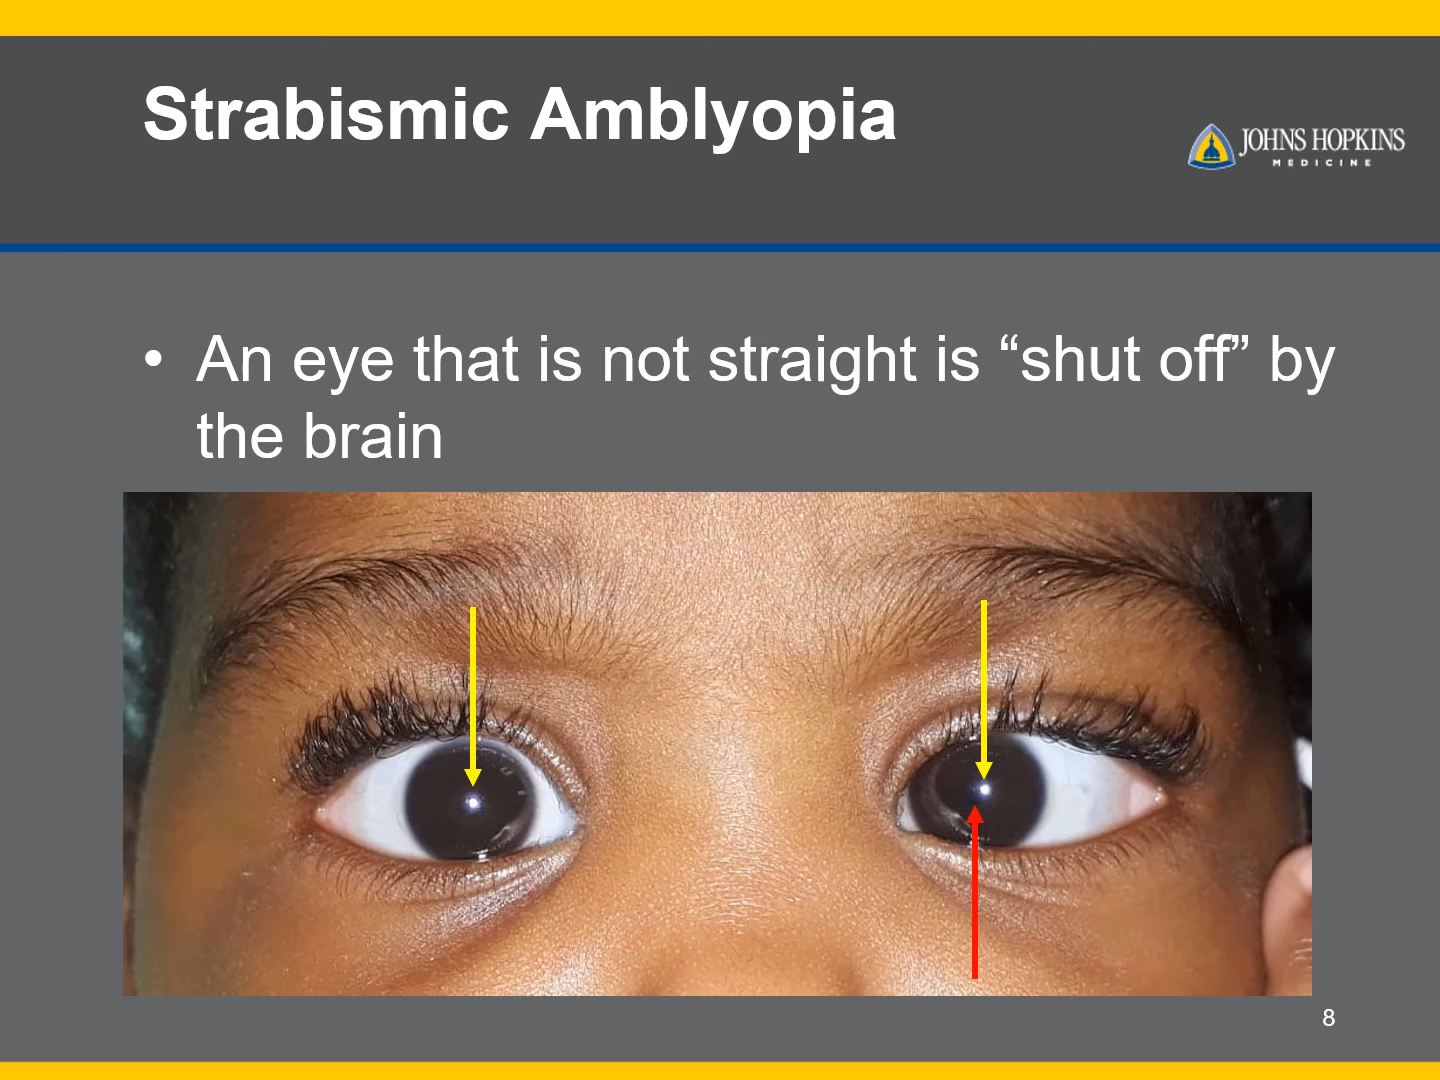 Strabismic Amblyopia
JOHNS HOPKINS
MEDICINE
• An eye that is not straight is “shut off” by
the brain
8